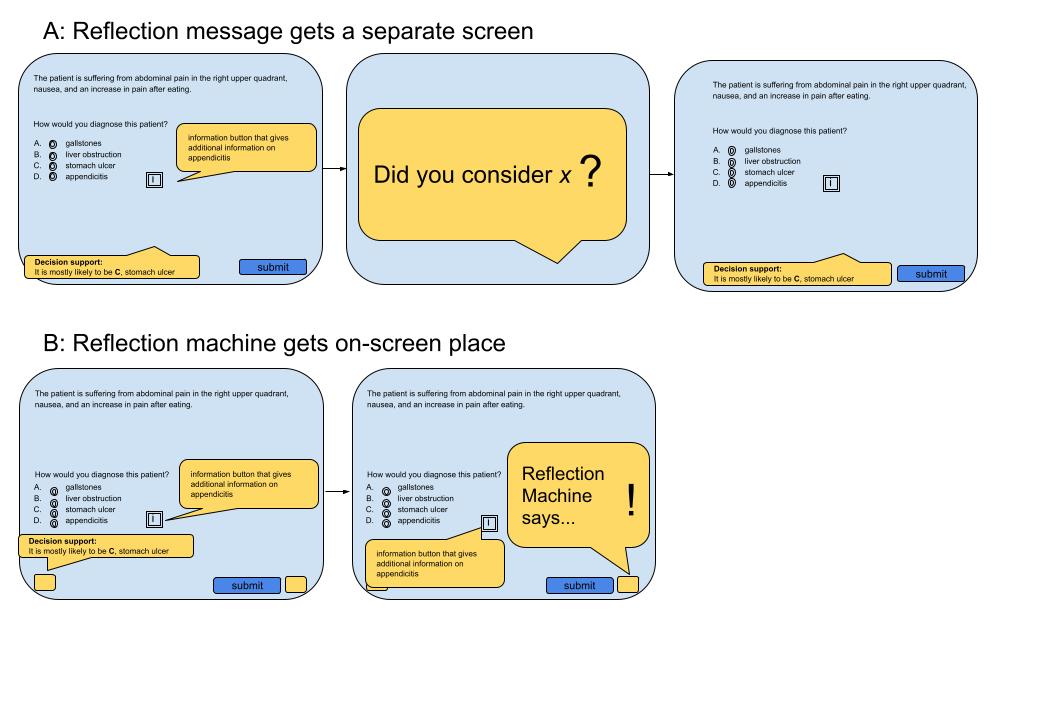 A: Reflection message gets a separate screen
The patient is suffering from abdominal pain in the right upper quadrant,
nausea, and an increase in pain after eating.
How would you diagnose this patient?
A. O gallstones
B. O liver obstruction
C. O stomach ulcer
D. O appendicitis
I
information button that gives
additional information on
appendicitis
Decision support:
It is mostly likely to be C, stomach ulcer
submit
Did you consider x ?
The patient is suffering from abdominal pain in the right upper quadrant,
nausea, and an increase in pain after eating.
How would you diagnose this patient?
A. O gallstones
B. O liver obstruction
C. O stomach ulcer
D. O appendicitis
I
Decision support:
It is mostly likely to be C, stomach ulcer
submit
B: Reflection machine gets on-screen place
The patient is suffering from abdominal pain in the right upper quadrant,
nausea, and an increase in pain after eating.
How would you diagnose this patient?
A. O gallstones
B. O liver obstruction
C. O stomach ulcer
D. O appendicitis
I
information button that gives
additional information on
appendicitis
Decision support:
It is mostly likely to be C, stomach ulcer
submit
The patient is suffering from abdominal pain in the right upper quadrant,
nausea, and an increase in pain after eating.
How would you diagnose this patient?
A. O gallstones
B. O liver obstruction
C. O stomach ulcer
D. O appendicitis
I
Reflection
Machine
says... !
information button that gives
additional information on
appendicitis
submit